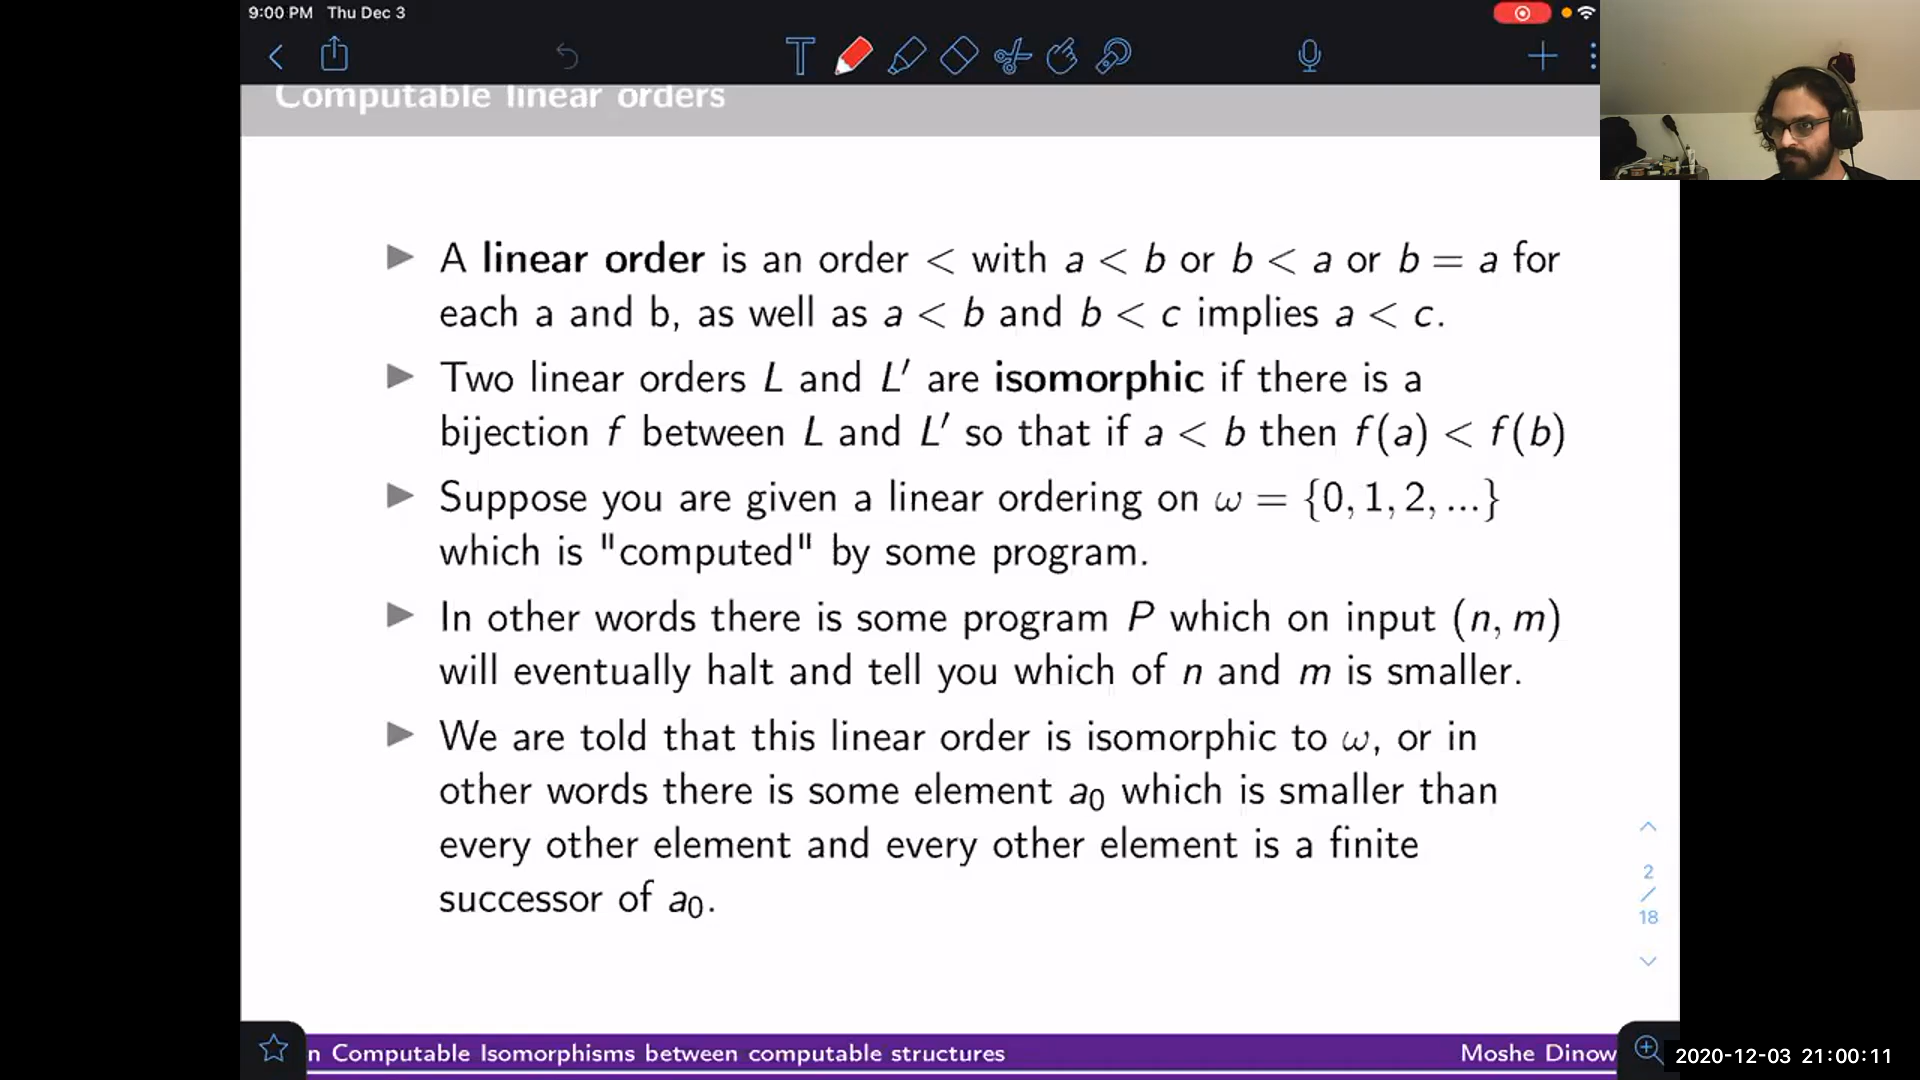 9:00 PM Thu Dec 3
Computable linear orders
▶ A linear order is an order < with a < b or b < a or b = a for
each a and b, as well as a < b and b < c implies a < c.
▶ Two linear orders L and L′ are isomorphic if there is a
bijection f between L and L′ so that if a < b then f(a) < f(b)
▶ Suppose you are given a linear ordering on ω = {0, 1, 2, ...}
which is "computed" by some program.
▶ In other words there is some program P which on input (n, m)
will eventually halt and tell you which of n and m is smaller.
▶ We are told that this linear order is isomorphic to ω, or in
other words there is some element a₀ which is smaller than
every other element and every other element is a finite
successor of a₀.
2
/
18
n Computable Isomorphisms between computable structures
Moshe Dinow
2020-12-03 21:00:11